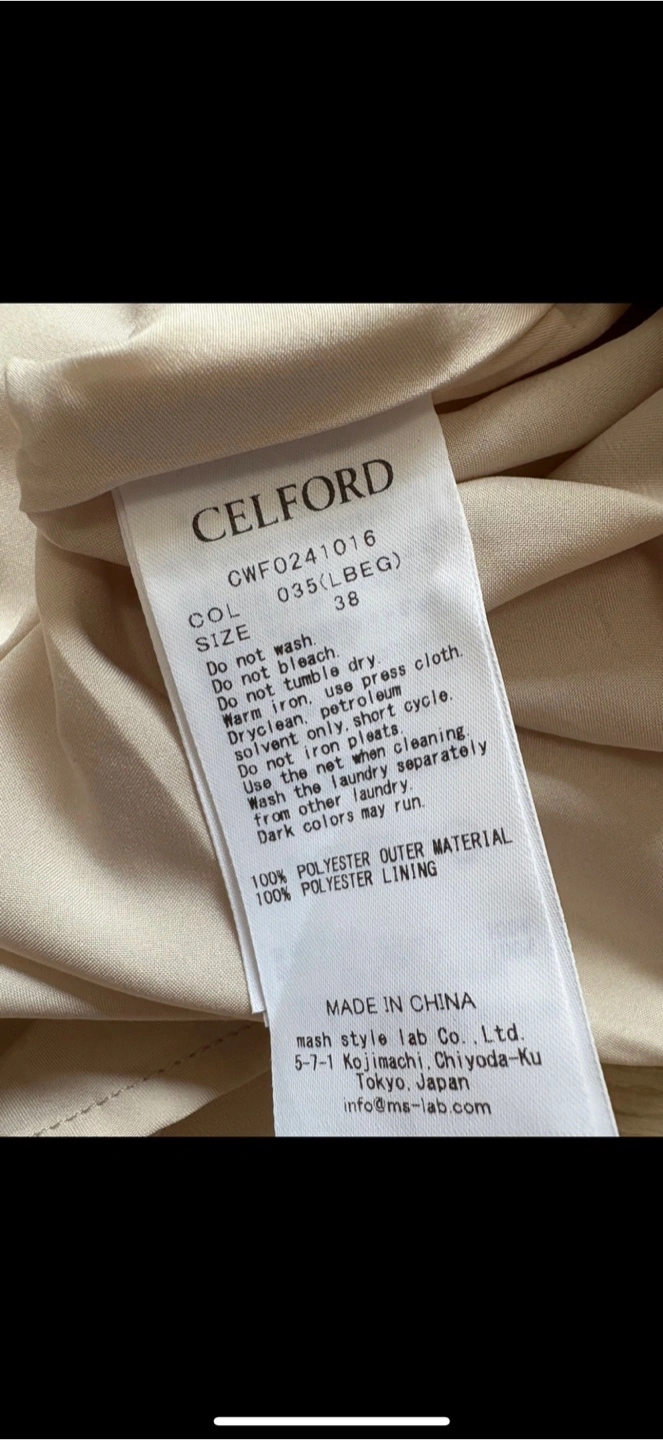 CELFORD
CWFO241016
COL 035(LBEG)
SIZE 38
Do not wash.
Do not bleach.
Do not tumble dry.
Warm iron, use press cloth.
Dryclean, petroleum
solvent only, short cycle.
Do not iron pleats.
Use the net when cleaning.
Wash the laundry separately
from other laundry.
Dark colors may run.
100% POLYESTER OUTER MATERIAL
100% POLYESTER LINING
MADE IN CHINA
mash style lab Co.,Ltd.
5-7-1 Kojimachi,Chiyoda-Ku
Tokyo,Japan
info@ms-lab.com